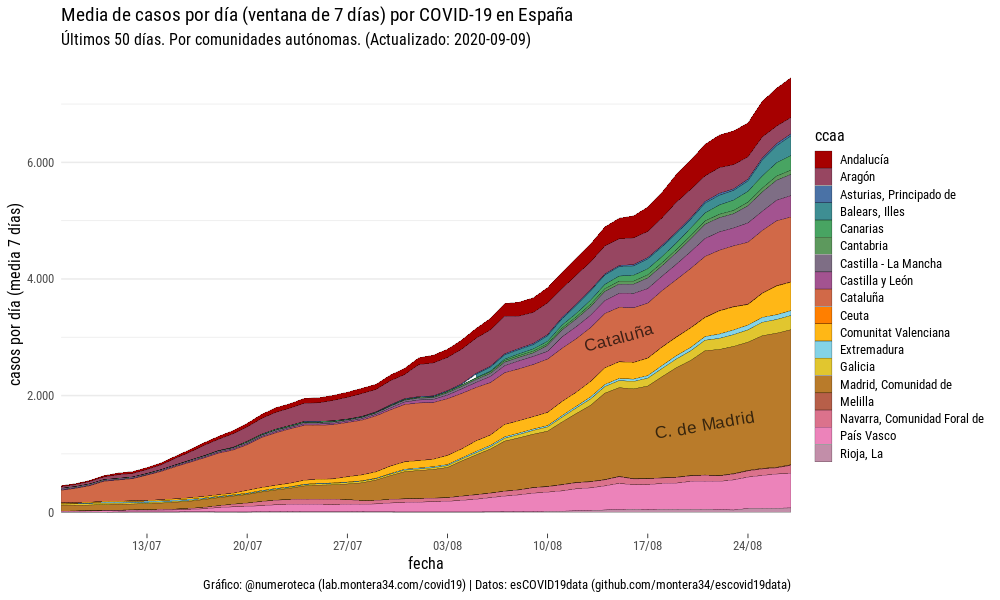 Media de casos por día (ventana de 7 días) por COVID-19 en España
Últimos 50 días. Por comunidades autónomas. (Actualizado: 2020-09-09)
casos por día (media 7 días)
6.000
4.000
2.000
0
Cataluña
C. de Madrid
13/07
20/07
27/07
03/08
10/08
17/08
24/08
fecha
ccaa
Andalucía
Aragón
Asturias, Principado de
Balears, Illes
Canarias
Cantabria
Castilla - La Mancha
Castilla y León
Cataluña
Ceuta
Comunitat Valenciana
Extremadura
Galicia
Madrid, Comunidad de
Melilla
Navarra, Comunidad Foral de
País Vasco
Rioja, La
Gráfico: @numeroteca (lab.montera34.com/covid19) | Datos: esCOVID19data (github.com/montera34/escovid19data)